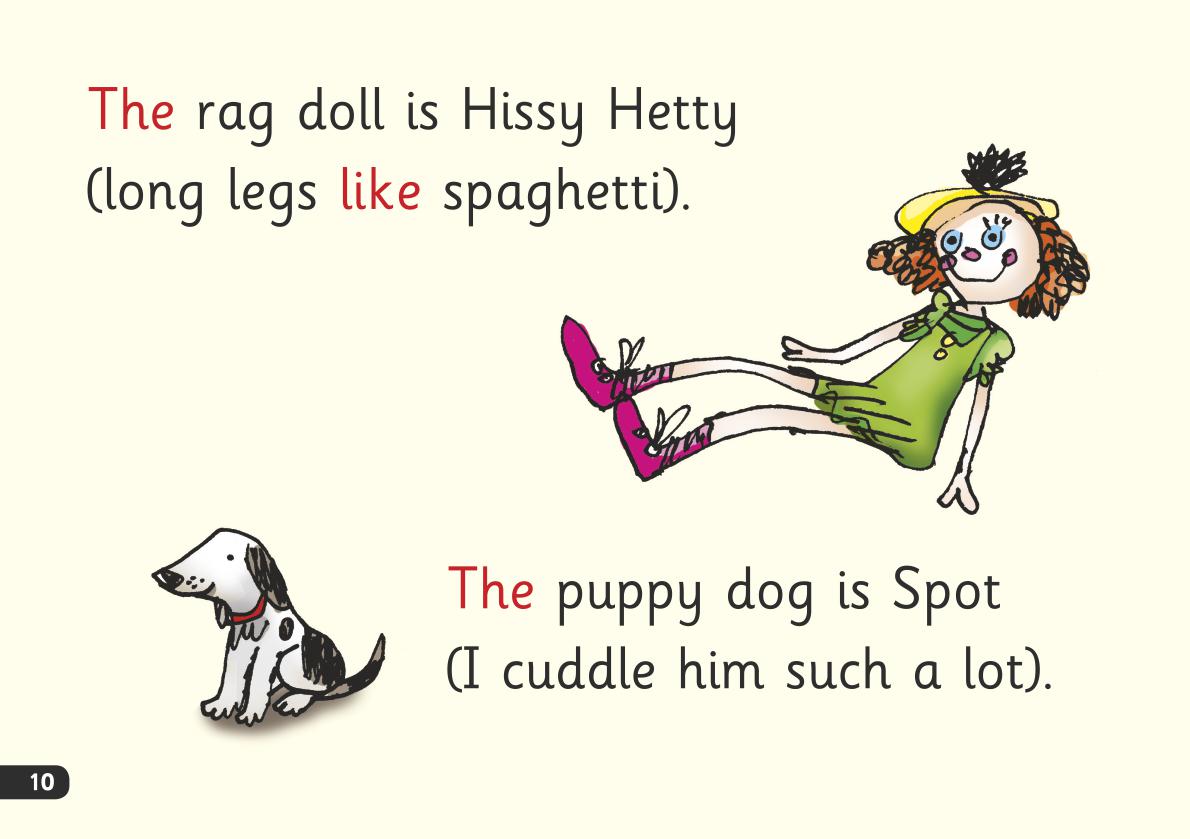 The rag doll is Hissy Hetty
(long legs like spaghetti).
The puppy dog is Spot
(I cuddle him such a lot).
10